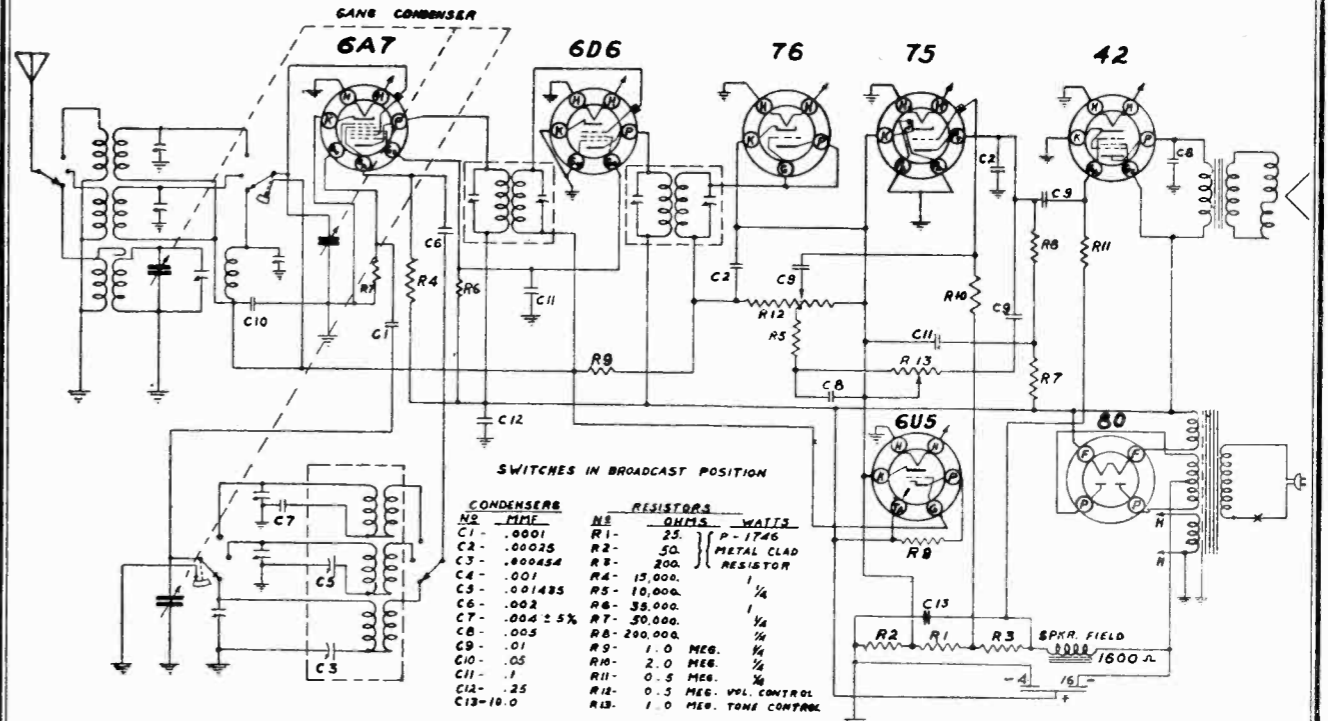 GANG CONDENSER
6A7
6D6
76
75
42
C6
R4
R6
C11
C10
R7
C1
R9
C12
C2
C9
R12
R5
C8
R13
C11
R10
C9
C2
C9
R8
R11
R7
C8
6U5
R9
80
SWITCHES IN BROADCAST POSITION
CONDENSERS
Nº MMF
C1 - .0001
C2 - .00025
C3 - .000454
C4 - .001
C5 - .001485
C6 - .002
C7 - .004 ± 5%
C8 - .005
C9 - .01
C10 - .05
C11 - .1
C12 - .25
C13 - 10.0
RESISTORS
Nº OHMS WATTS
R1- 25. P-1746
R2- 50. METAL CLAD
R3- 200. RESISTOR
R4- 15,000. 1
R5- 10,000. ¼
R6- 35,000. 1
R7- 50,000. ¼
R8- 200,000. ¼
R9- 1.0 MEG. ¼
R10- 2.0 MEG. ¼
R11- 0.5 MEG. ¼
R12- 0.5 MEG. VOL. CONTROL
R13- 1.0 MEG. TONE CONTROL
C7
C5
C3
C13
R2
R1
R3
SPKR. FIELD
1600 Ω
-4
16-
+